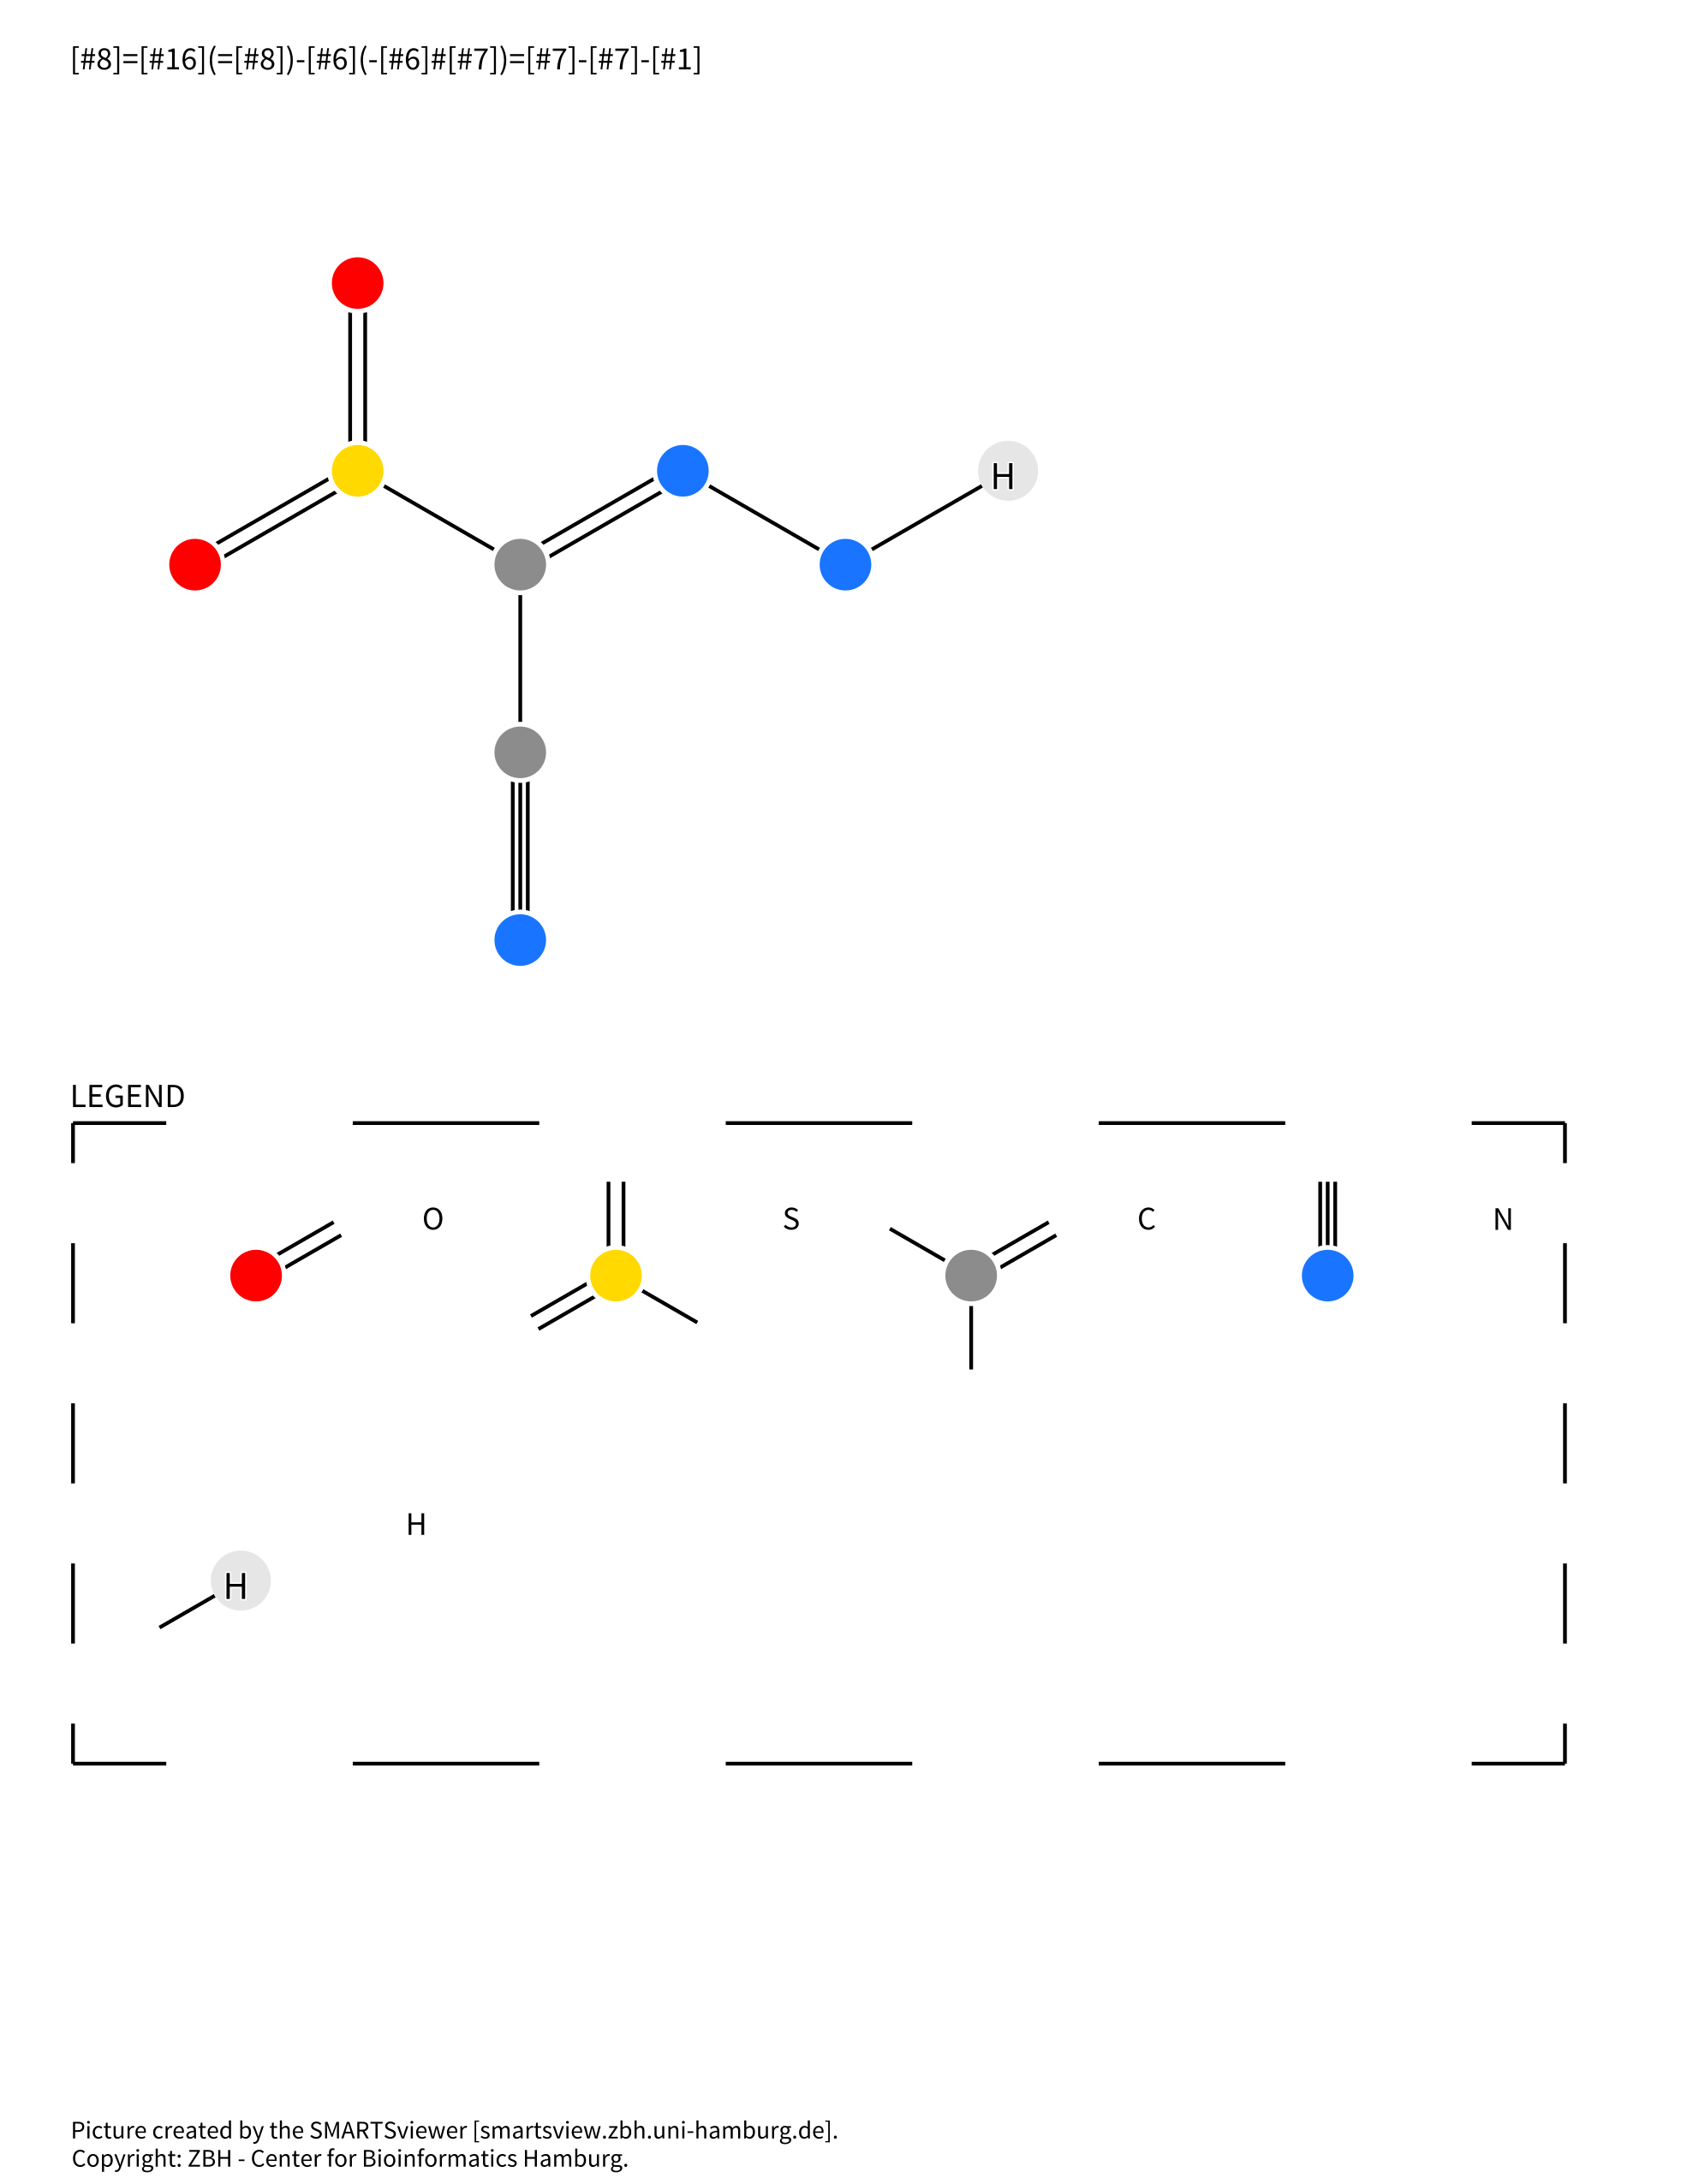 [#8]=[#16](=[#8])-[#6](-[#6]#[#7])=[#7]-[#7]-[#1]
H
LEGEND
O S C N
H
H
Picture created by the SMARTSviewer [smartsview.zbh.uni-hamburg.de].
Copyright: ZBH - Center for Bioinformatics Hamburg.